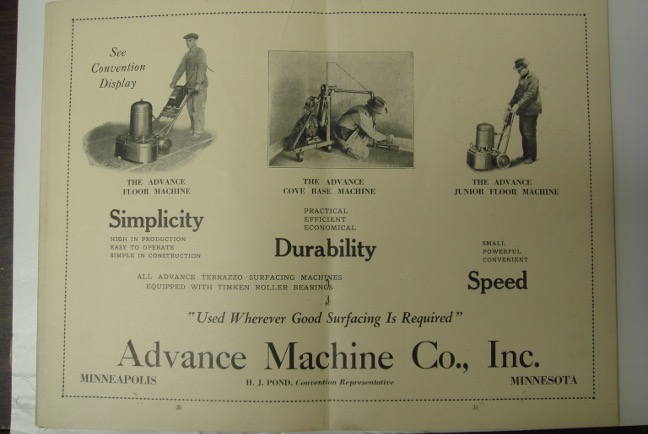 See
Convention
Display
THE ADVANCE
FLOOR MACHINE
THE ADVANCE
COVE BASE MACHINE
THE ADVANCE
JUNIOR FLOOR MACHINE
Simplicity
HIGH IN PRODUCTION
EASY TO OPERATE
SIMPLE IN CONSTRUCTION
PRACTICAL
EFFICIENT
ECONOMICAL
Durability
SMALL
POWERFUL
CONVENIENT
Speed
ALL ADVANCE TERRAZZO SURFACING MACHINES
EQUIPPED WITH TIMKEN ROLLER BEARINGS
"Used Wherever Good Surfacing Is Required"
Advance Machine Co., Inc.
MINNEAPOLIS
H. J. POND, Convention Representative
MINNESOTA